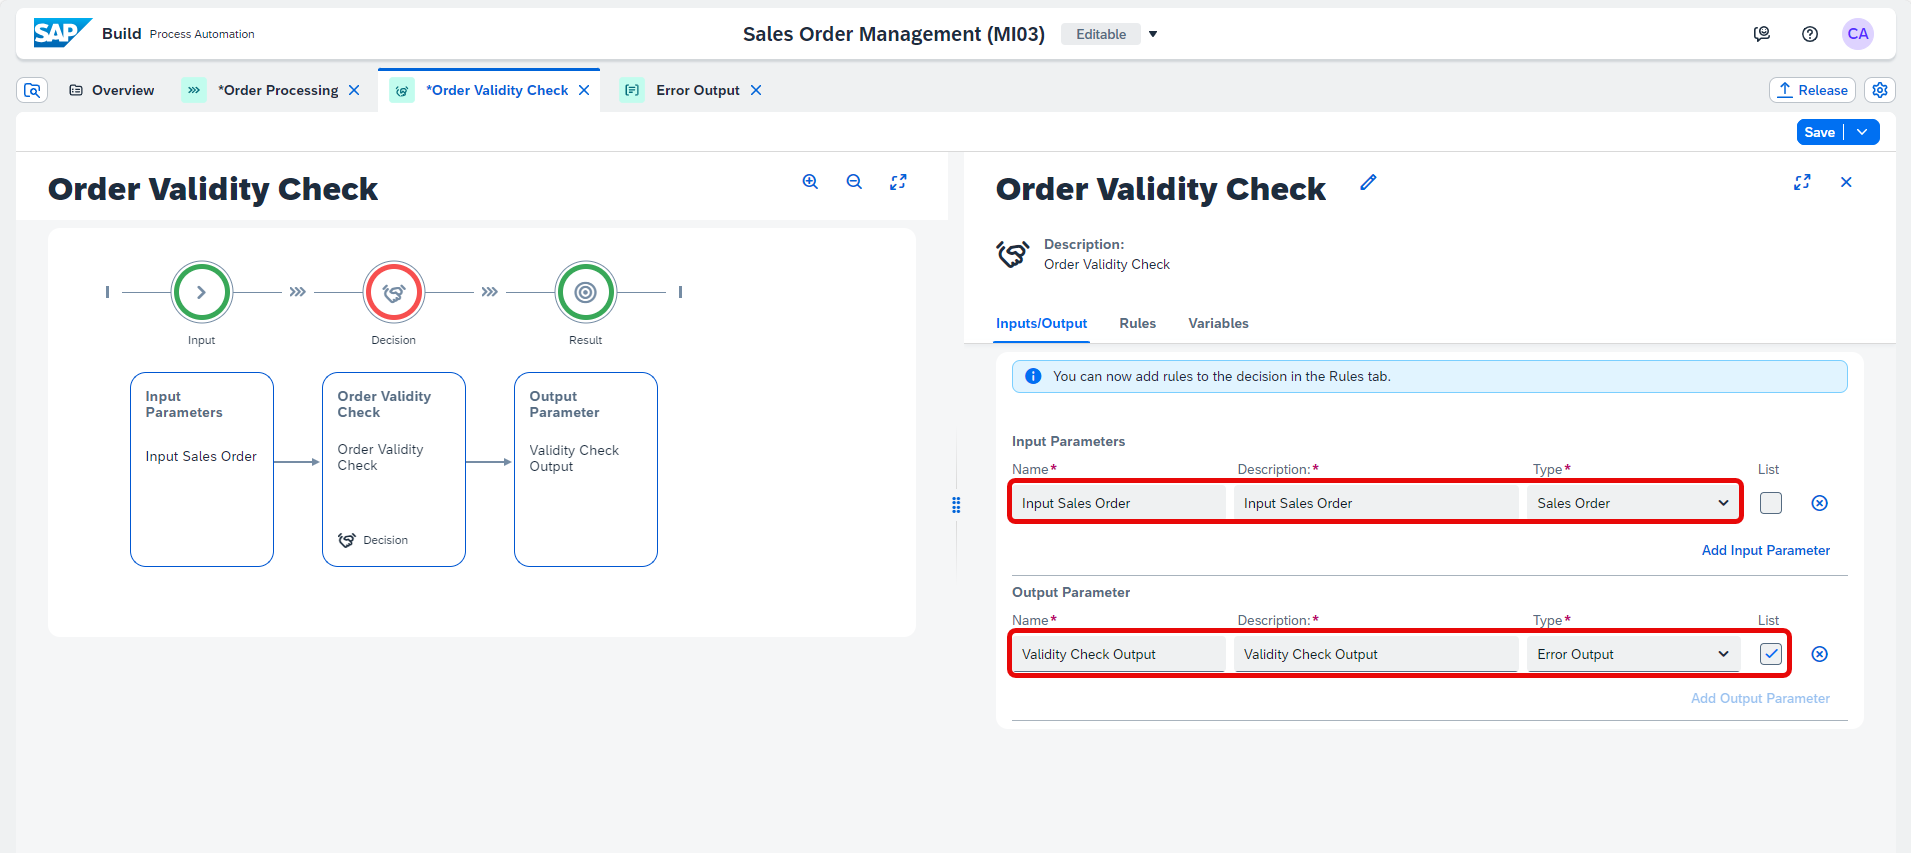 SAP Build Process Automation
Sales Order Management (MI03) Editable
CA
Overview *Order Processing *Order Validity Check Error Output
Release
Save
Order Validity Check
Input Decision Result
Input
Parameters
Input Sales Order
Order Validity
Check
Order Validity
Check
Decision
Output
Parameter
Validity Check
Output
Order Validity Check
Description:
Order Validity Check
Inputs/Output Rules Variables
You can now add rules to the decision in the Rules tab.
Input Parameters
Name* Description:* Type* List
Input Sales Order Input Sales Order Sales Order
Add Input Parameter
Output Parameter
Name* Description:* Type* List
Validity Check Output Validity Check Output Error Output
Add Output Parameter